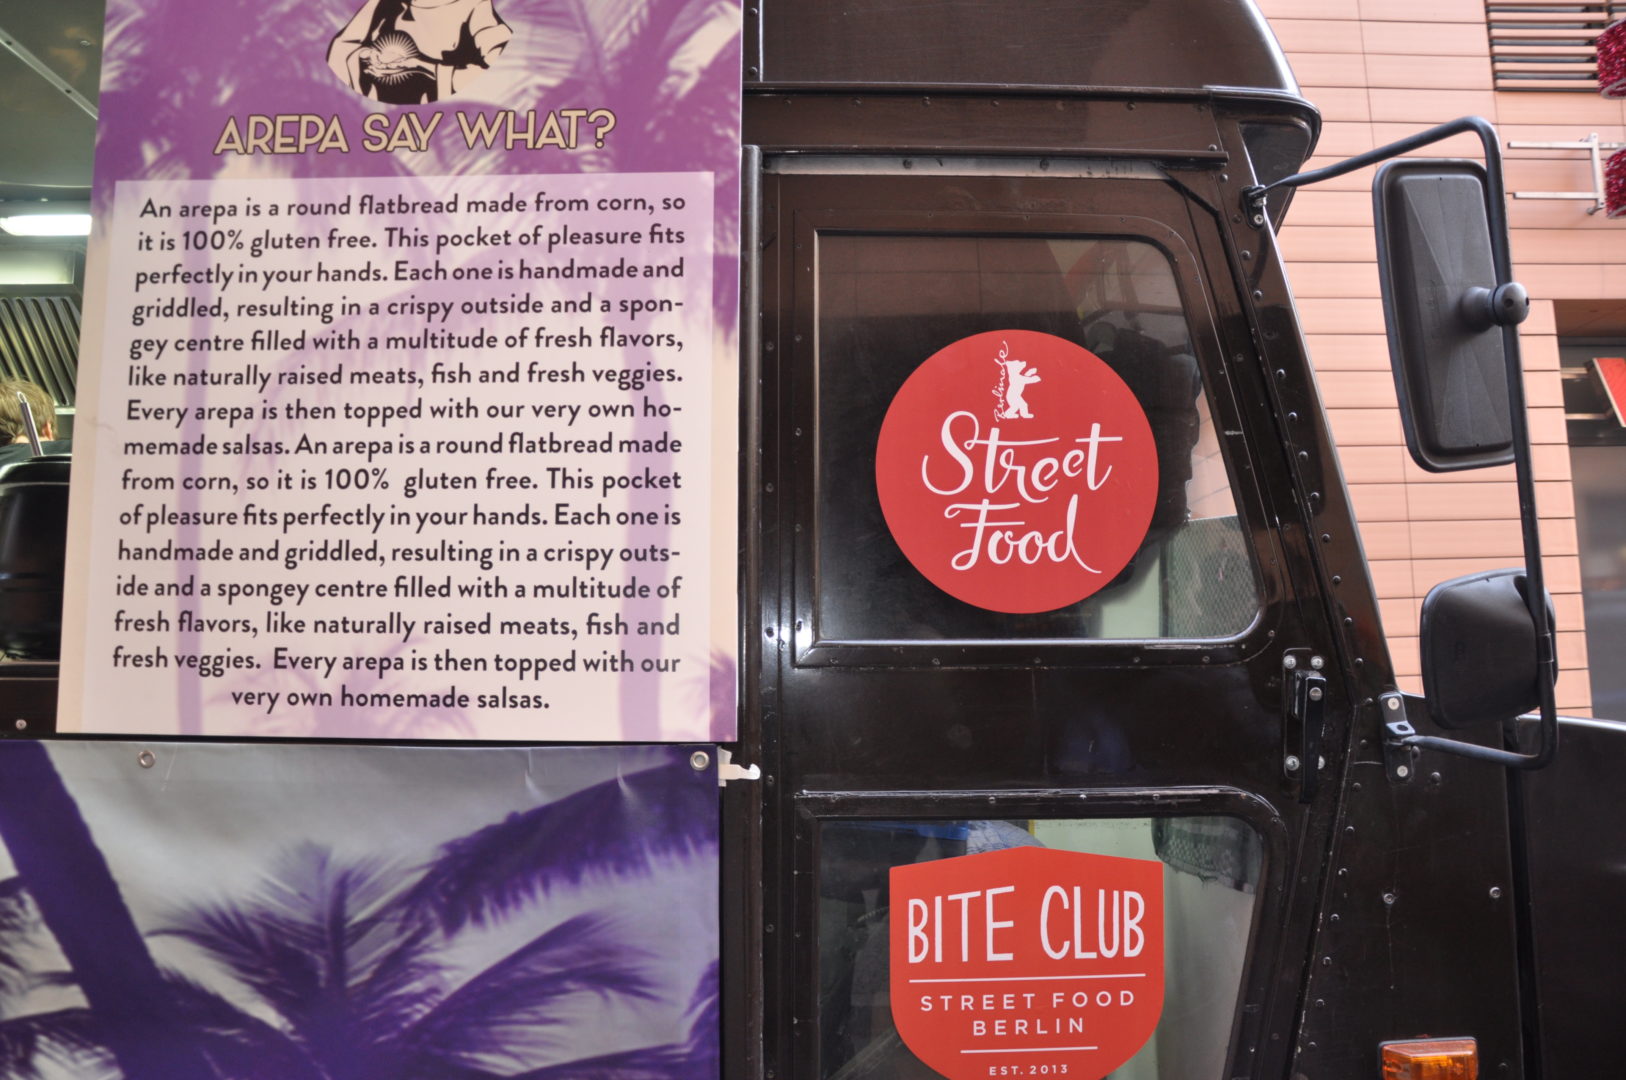 AREPA SAY WHAT?
An arepa is a round flatbread made from corn, so
it is 100% gluten free. This pocket of pleasure fits
perfectly in your hands. Each one is handmade and
griddled, resulting in a crispy outside and a spon-
gey centre filled with a multitude of fresh flavors,
like naturally raised meats, fish and fresh veggies.
Every arepa is then topped with our very own ho-
memade salsas. An arepa is a round flatbread made
from corn, so it is 100% gluten free. This pocket
of pleasure fits perfectly in your hands. Each one is
handmade and griddled, resulting in a crispy outs-
ide and a spongey centre filled with a multitude of
fresh flavors, like naturally raised meats, fish and
fresh veggies. Every arepa is then topped with our
very own homemade salsas.
Berlinale
Street
Food
BITE CLUB
STREET FOOD
BERLIN
EST. 2013